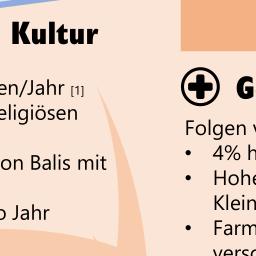 Kultur
en/Jahr [1]
eligiösen
on Balis mit
o Jahr
G
Folgen v
• 4% h
• Hohe
Klein
• Farm
versc